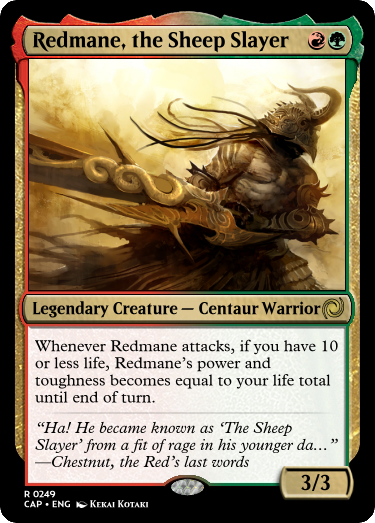 Redmane, the Sheep Slayer
Legendary Creature — Centaur Warrior
Whenever Redmane attacks, if you have 10
or less life, Redmane's power and
toughness becomes equal to your life total
until end of turn.
“Ha! He became known as ‘The Sheep
Slayer’ from a fit of rage in his younger da…”
—Chestnut, the Red's last words
3/3
R 0249
CAP • ENG Kekai Kotaki